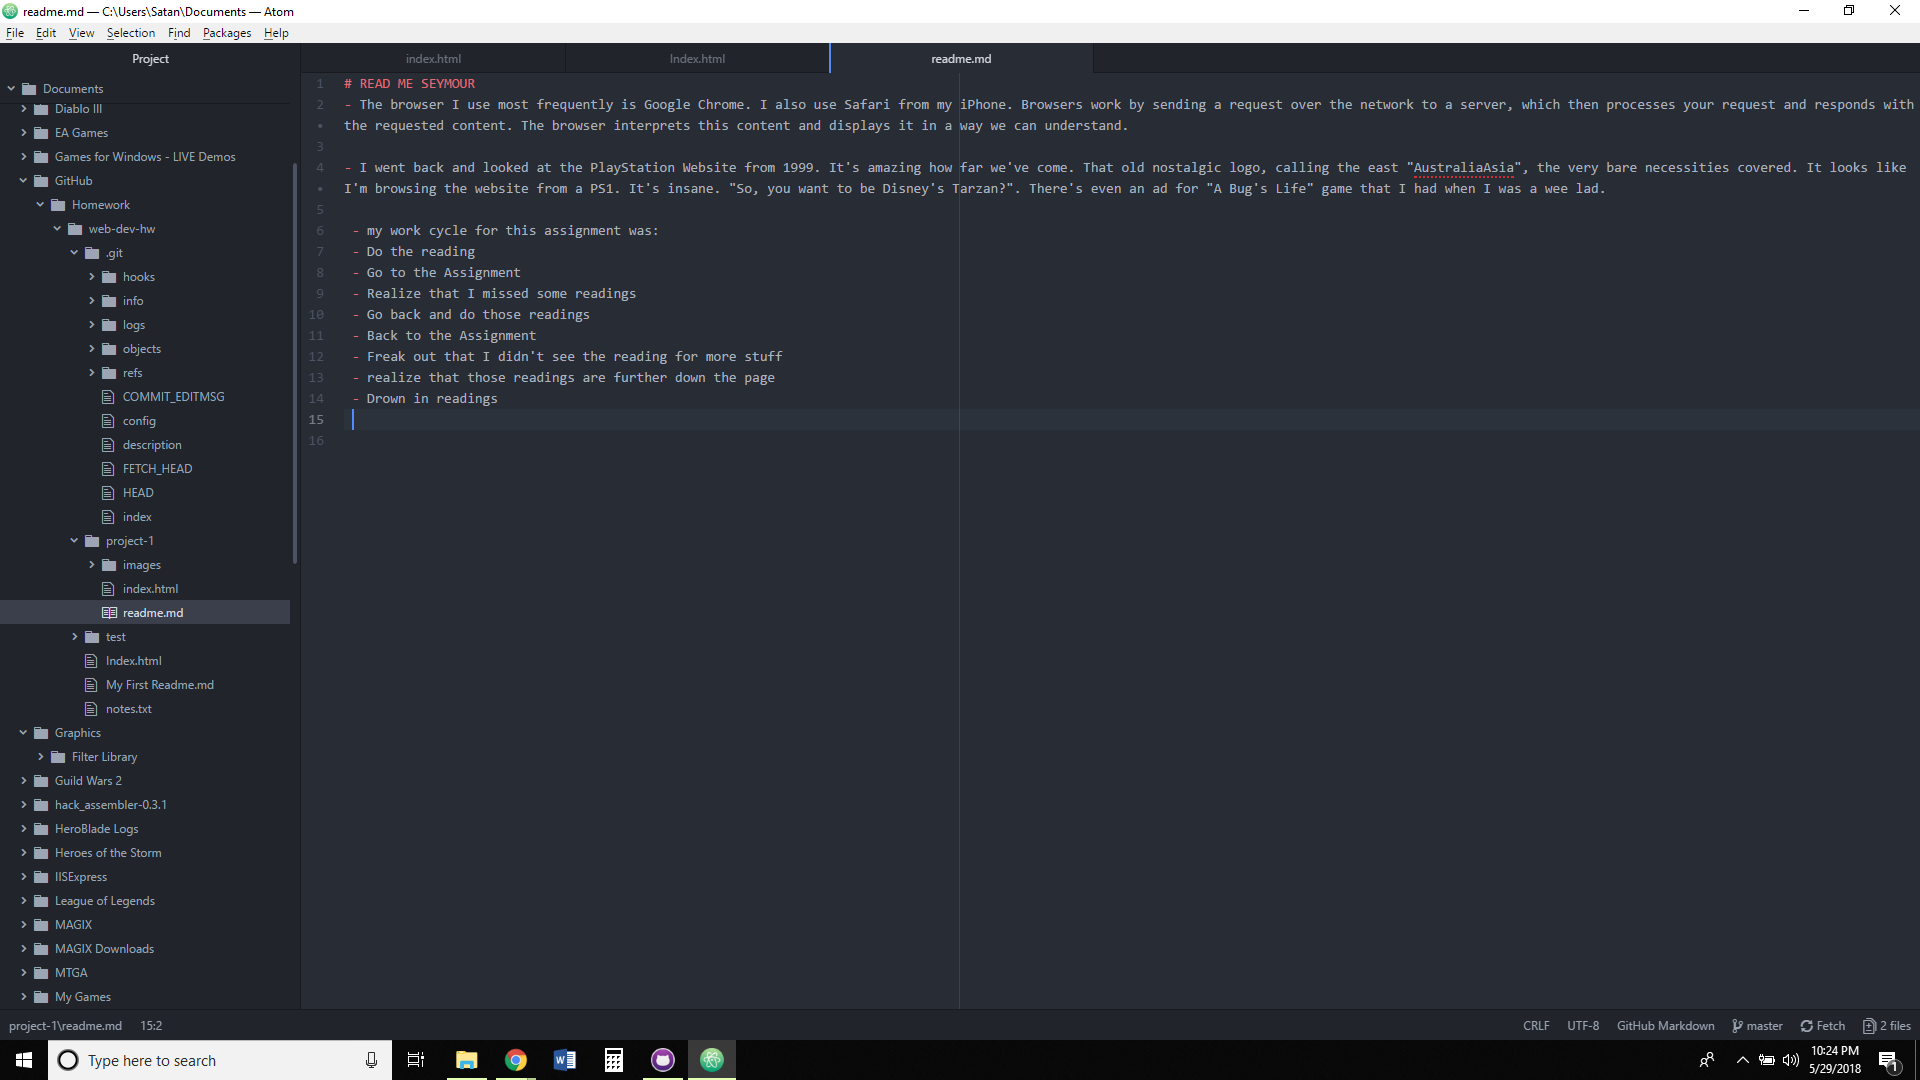 readme.md — C:\Users\Satan\Documents — Atom
File Edit View Selection Find Packages Help
Project
index.html
Index.html
readme.md
Documents
Diablo III
EA Games
Games for Windows - LIVE Demos
GitHub
Homework
web-dev-hw
.git
hooks
info
logs
objects
refs
COMMIT_EDITMSG
config
description
FETCH_HEAD
HEAD
index
project-1
images
index.html
readme.md
test
Index.html
My First Readme.md
notes.txt
Graphics
Filter Library
Guild Wars 2
hack_assembler-0.3.1
HeroBlade Logs
Heroes of the Storm
IISExpress
League of Legends
MAGIX
MAGIX Downloads
MTGA
My Games
1 # READ ME SEYMOUR
2 - The browser I use most frequently is Google Chrome. I also use Safari from my iPhone. Browsers work by sending a request over the network to a server, which then processes your request and responds with
• the requested content. The browser interprets this content and displays it in a way we can understand.
3
4 - I went back and looked at the PlayStation Website from 1999. It's amazing how far we've come. That old nostalgic logo, calling the east "AustraliaAsia", the very bare necessities covered. It looks like
• I'm browsing the website from a PS1. It's insane. "So, you want to be Disney's Tarzan?". There's even an ad for "A Bug's Life" game that I had when I was a wee lad.
5
6 - my work cycle for this assignment was:
7 - Do the reading
8 - Go to the Assignment
9 - Realize that I missed some readings
10 - Go back and do those readings
11 - Back to the Assignment
12 - Freak out that I didn't see the reading for more stuff
13 - realize that those readings are further down the page
14 - Drown in readings
15
16
project-1\readme.md 15:2
CRLF UTF-8 GitHub Markdown master Fetch 2 files
Type here to search
10:24 PM
5/29/2018
1